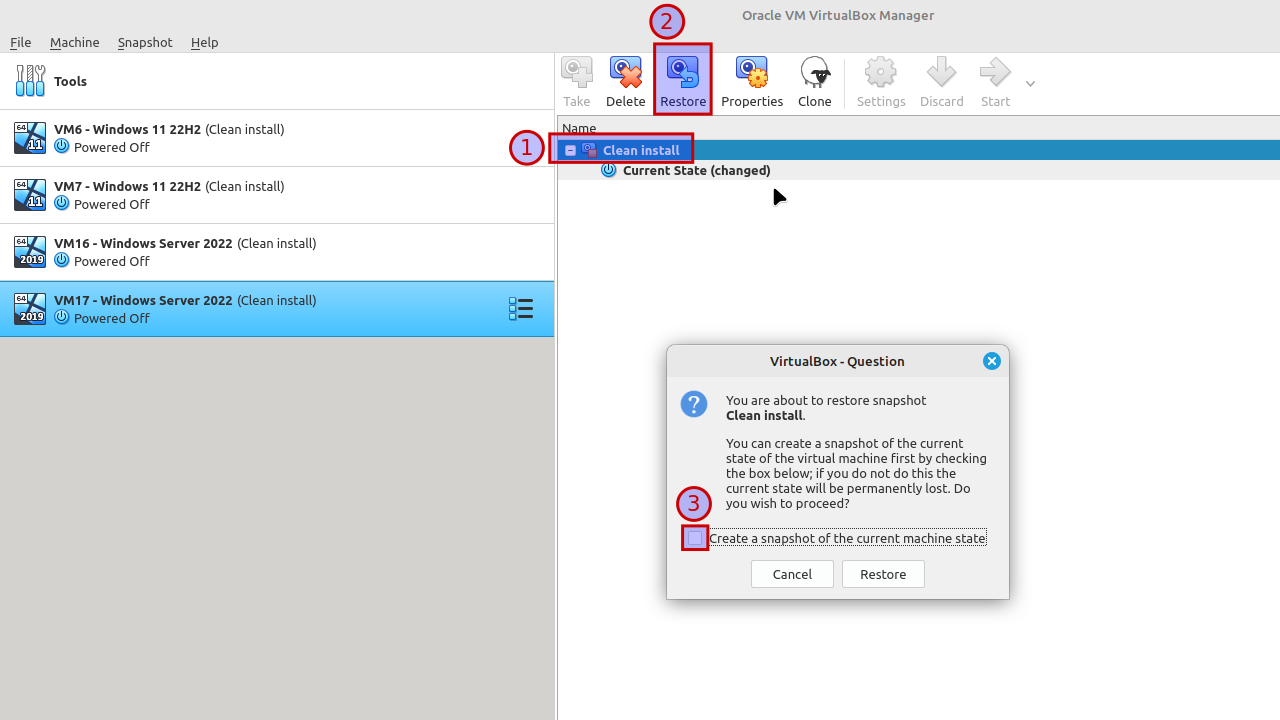 Oracle VM VirtualBox Manager
File Machine Snapshot Help
Tools
VM6 - Windows 11 22H2 (Clean install)
64
11
Powered Off
VM7 - Windows 11 22H2 (Clean install)
64
11
Powered Off
VM16 - Windows Server 2022 (Clean install)
64
2019
Powered Off
VM17 - Windows Server 2022 (Clean install)
64
2019
Powered Off
2
Take Delete Restore Properties Clone Settings Discard Start
Name
1
Clean install
Current State (changed)
VirtualBox - Question
?
You are about to restore snapshot
Clean install.
You can create a snapshot of the current
state of the virtual machine first by checking
the box below; if you do not do this the
current state will be permanently lost. Do
you wish to proceed?
3
Create a snapshot of the current machine state
Cancel Restore